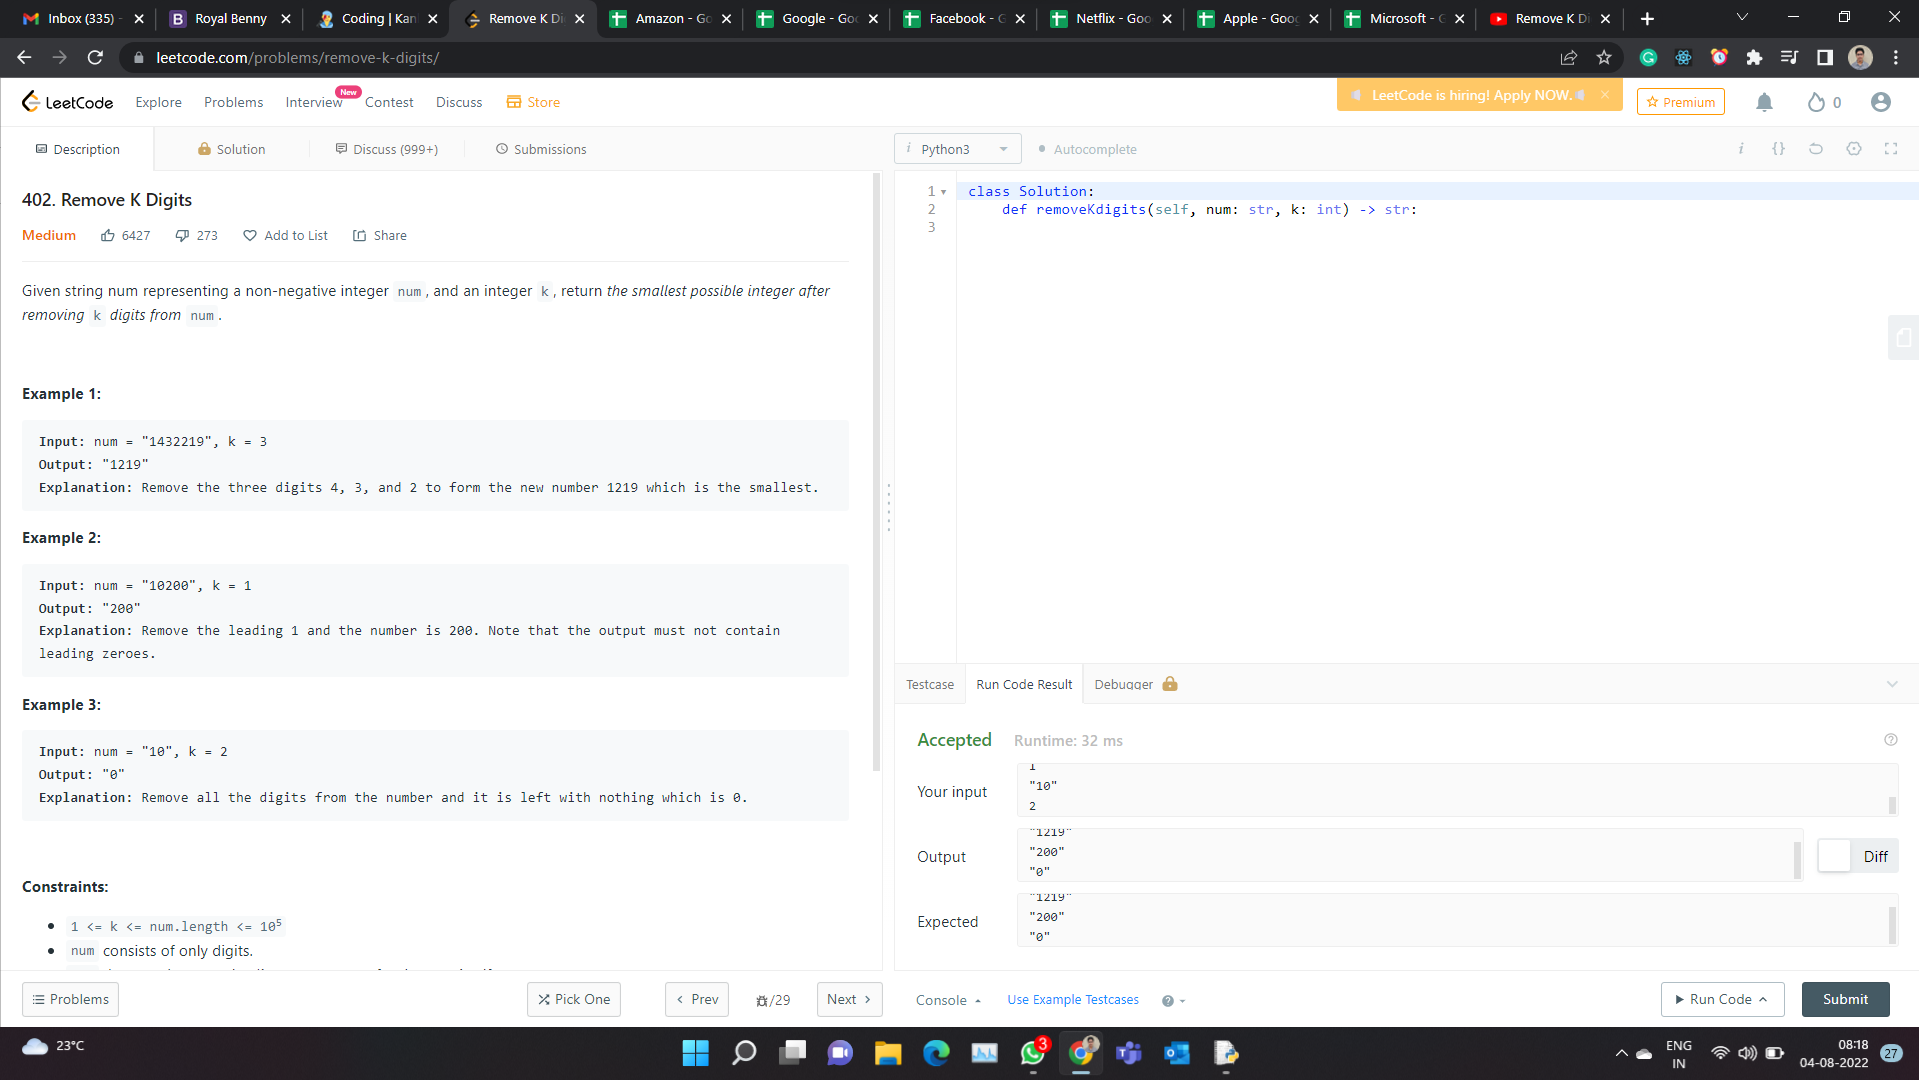 Inbox (335) -
Royal Benny
Coding | Kan
Remove K Di
Amazon - Go
Google - Goo
Facebook - G
Netflix - Goo
Apple - Goog
Microsoft - G
Remove K Di
leetcode.com/problems/remove-k-digits/
LeetCode
Explore
Problems
Interview
New
Contest
Discuss
Store
LeetCode is hiring! Apply NOW.
Premium
0
Description
Solution
Discuss (999+)
Submissions
i Python3
Autocomplete
402. Remove K Digits
Medium
6427
273
Add to List
Share
Given string num representing a non-negative integer num, and an integer k, return the smallest possible integer after
removing k digits from num.
Example 1:
Input: num = "1432219", k = 3
Output: "1219"
Explanation: Remove the three digits 4, 3, and 2 to form the new number 1219 which is the smallest.
Example 2:
Input: num = "10200", k = 1
Output: "200"
Explanation: Remove the leading 1 and the number is 200. Note that the output must not contain
leading zeroes.
Example 3:
Input: num = "10", k = 2
Output: "0"
Explanation: Remove all the digits from the number and it is left with nothing which is 0.
Constraints:
1 <= k <= num.length <= 10⁵
num consists of only digits.
1 class Solution:
2 def removeKdigits(self, num: str, k: int) -> str:
3
Testcase
Run Code Result
Debugger
Accepted
Runtime: 32 ms
Your input
1
"10"
2
Output
"1219"
"200"
"0"
Diff
Expected
"1219"
"200"
"0"
Problems
Pick One
Prev
/29
Next
Console
Use Example Testcases
Run Code
Submit
23°C
3
ENG
IN
08:18
04-08-2022
27